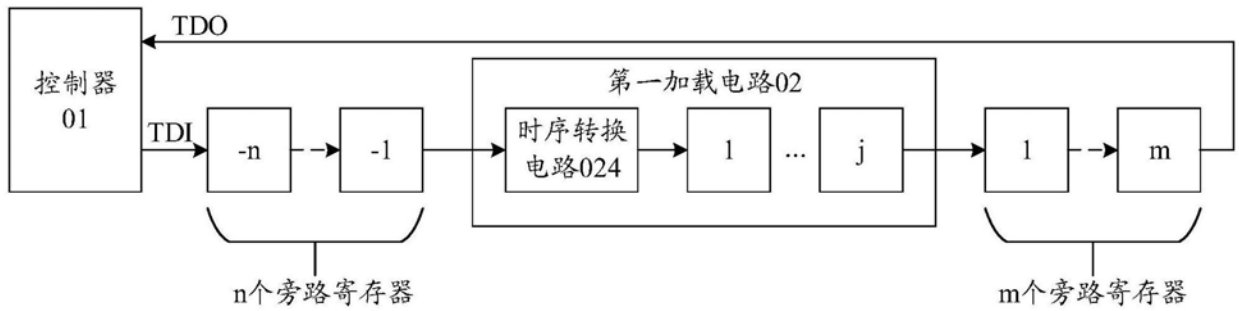 TDO
控制器
01
TDI
-n
-1
第一加载电路02
时序转换
电路024
1
...
j
1
m
n个旁路寄存器
m个旁路寄存器